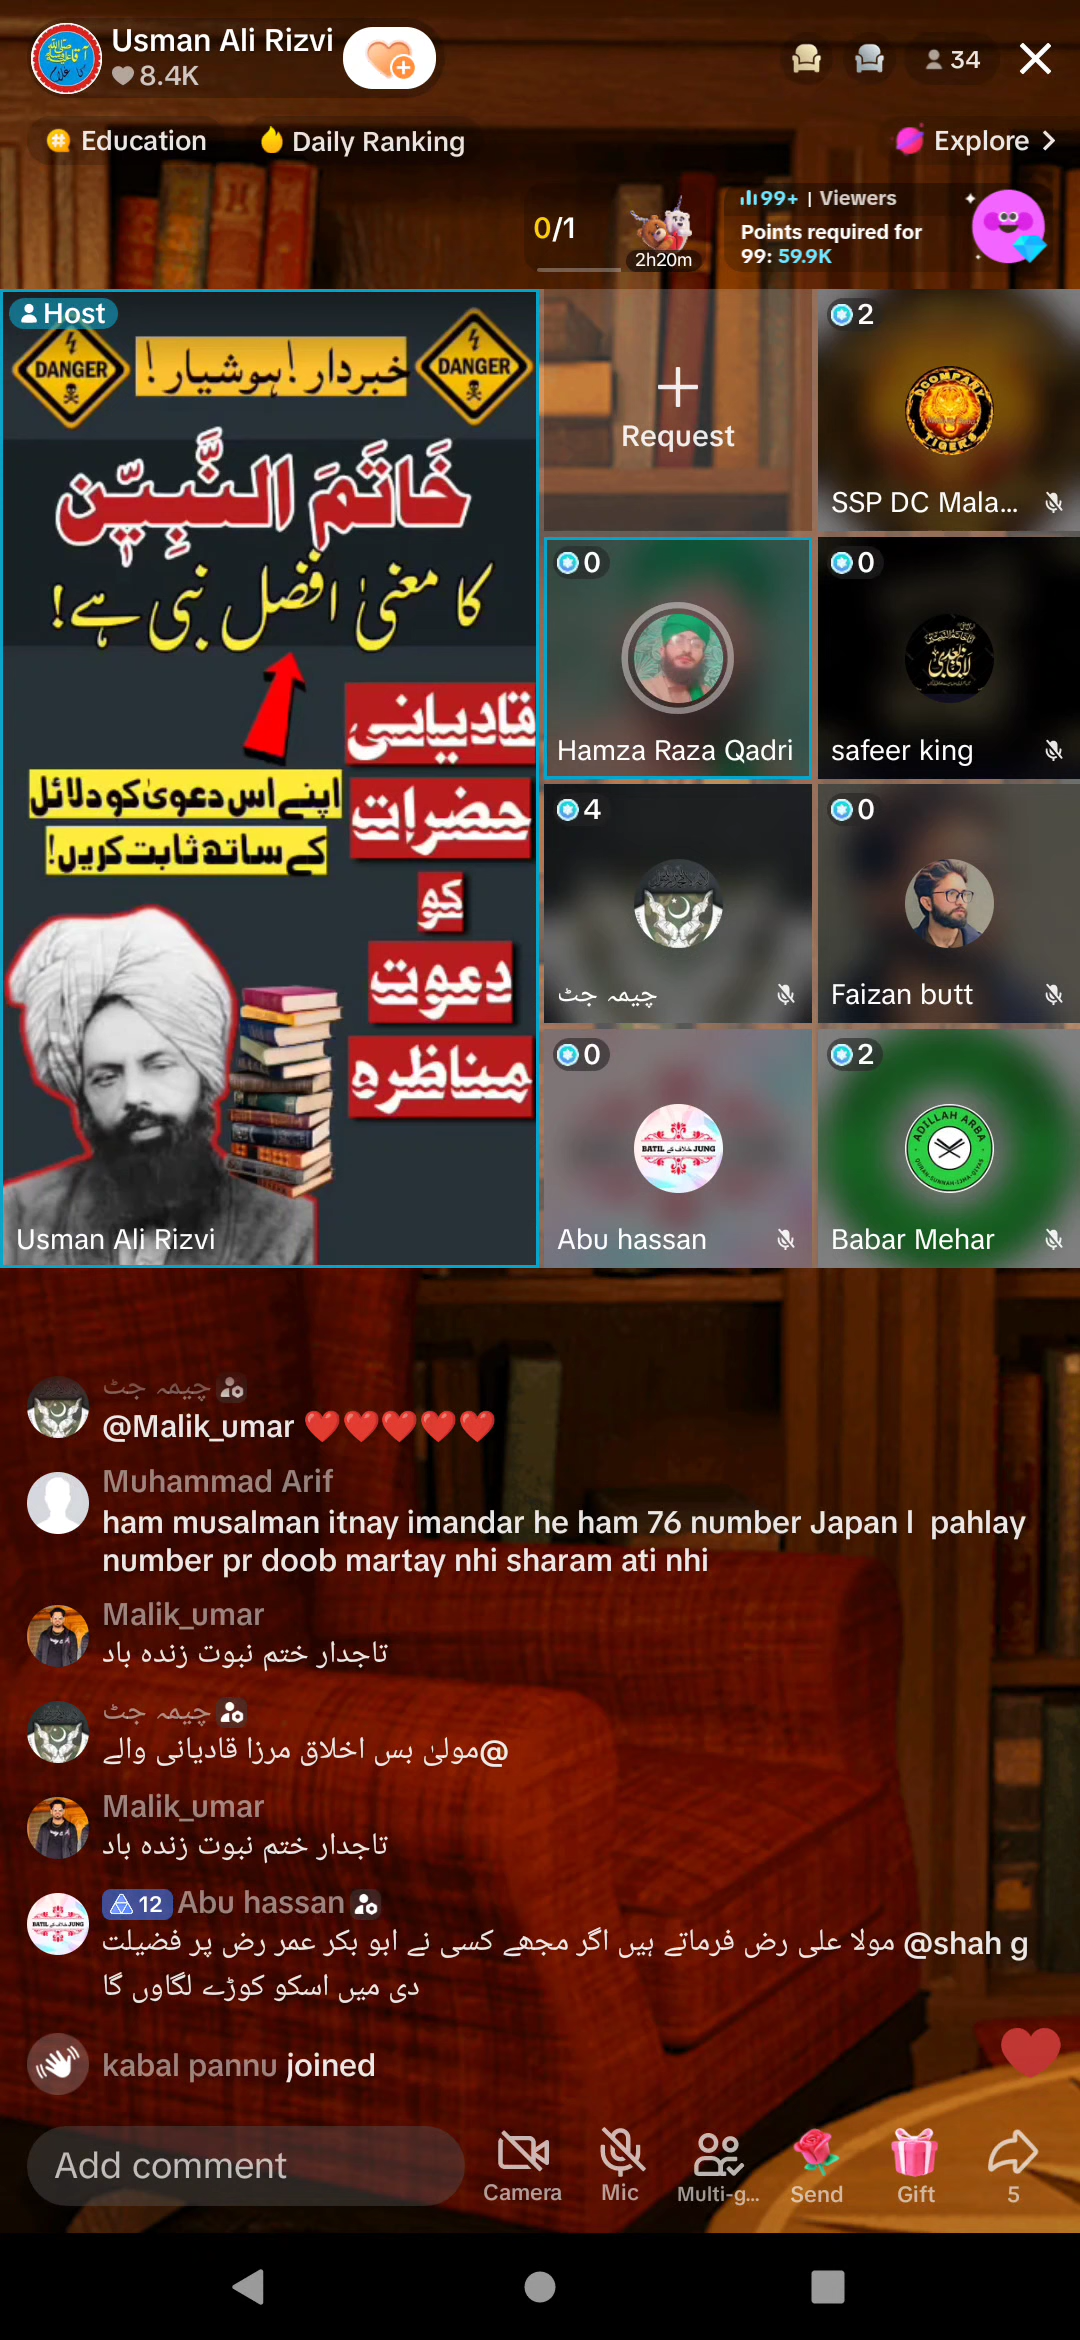 Usman Ali Rizvi
8.4K
34
Education
Daily Ranking
Explore
0/1
2h20m
99+ | Viewers
Points required for
99: 59.9K
Host
DANGER
خبردار! ہوشیار!
DANGER
خَاتَمَ النَّبِيّٖن
کا معنیٰ افضل نبی ہے!
قادیانی
حضرات
کو
دعوت
مناظرہ
اپنے اس دعویٰ کو دلائل
کے ساتھ ثابت کریں!
Usman Ali Rizvi
Request
2
DCOMPANY
TIGERS
SSP DC Mala...
0
Hamza Raza Qadri
0
safeer king
4
چیمہ جٹ
0
Faizan butt
0
BATIL خلاف کے JUNG
Abu hassan
2
ADILLAH ARBA
Babar Mehar
چیمہ جٹ
@Malik_umar ❤️❤️❤️❤️❤️
Muhammad Arif
ham musalman itnay imandar he ham 76 number Japan l pahlay
number pr doob martay nhi sharam ati nhi
Malik_umar
تاجدار ختم نبوت زندہ باد
چیمہ جٹ
@مولیٰ بس اخلاق مرزا قادیانی والے
Malik_umar
تاجدار ختم نبوت زندہ باد
12 Abu hassan
@shah g مولا علی رض فرماتے ہیں اگر مجھے کسی نے ابو بکر عمر رض پر فضیلت
دی میں اسکو کوڑے لگاوں گا
kabal pannu joined
Add comment
Camera
Mic
Multi-g...
Send
Gift
5